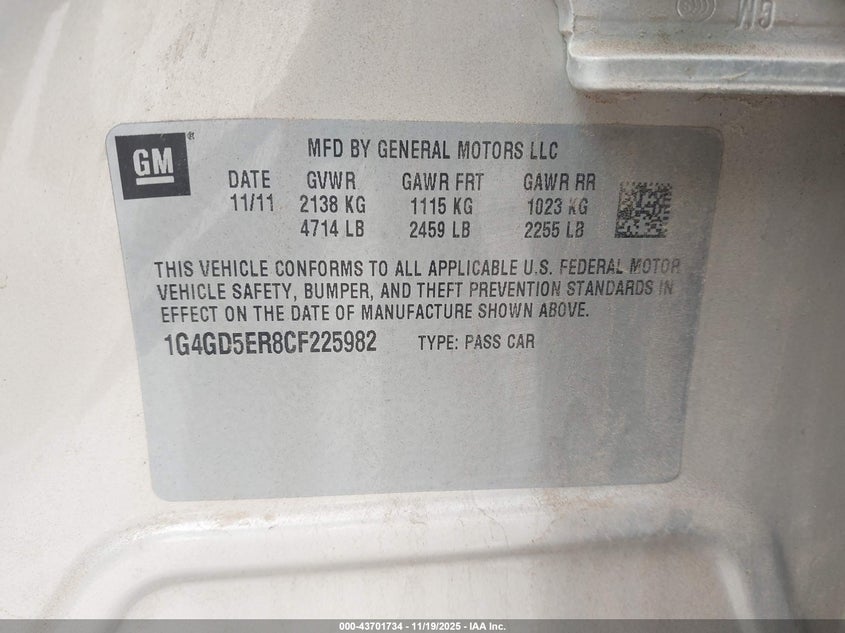 GM
GM
MFD BY GENERAL MOTORS LLC
DATE GVWR GAWR FRT GAWR RR
11/11 2138 KG 1115 KG 1023 KG
4714 LB 2459 LB 2255 LB
THIS VEHICLE CONFORMS TO ALL APPLICABLE U.S. FEDERAL MOTOR
VEHICLE SAFETY, BUMPER, AND THEFT PREVENTION STANDARDS IN
EFFECT ON THE DATE OF MANUFACTURE SHOWN ABOVE.
1G4GD5ER8CF225982 TYPE: PASS CAR
000-43701734 - 11/19/2025 - IAA Inc.